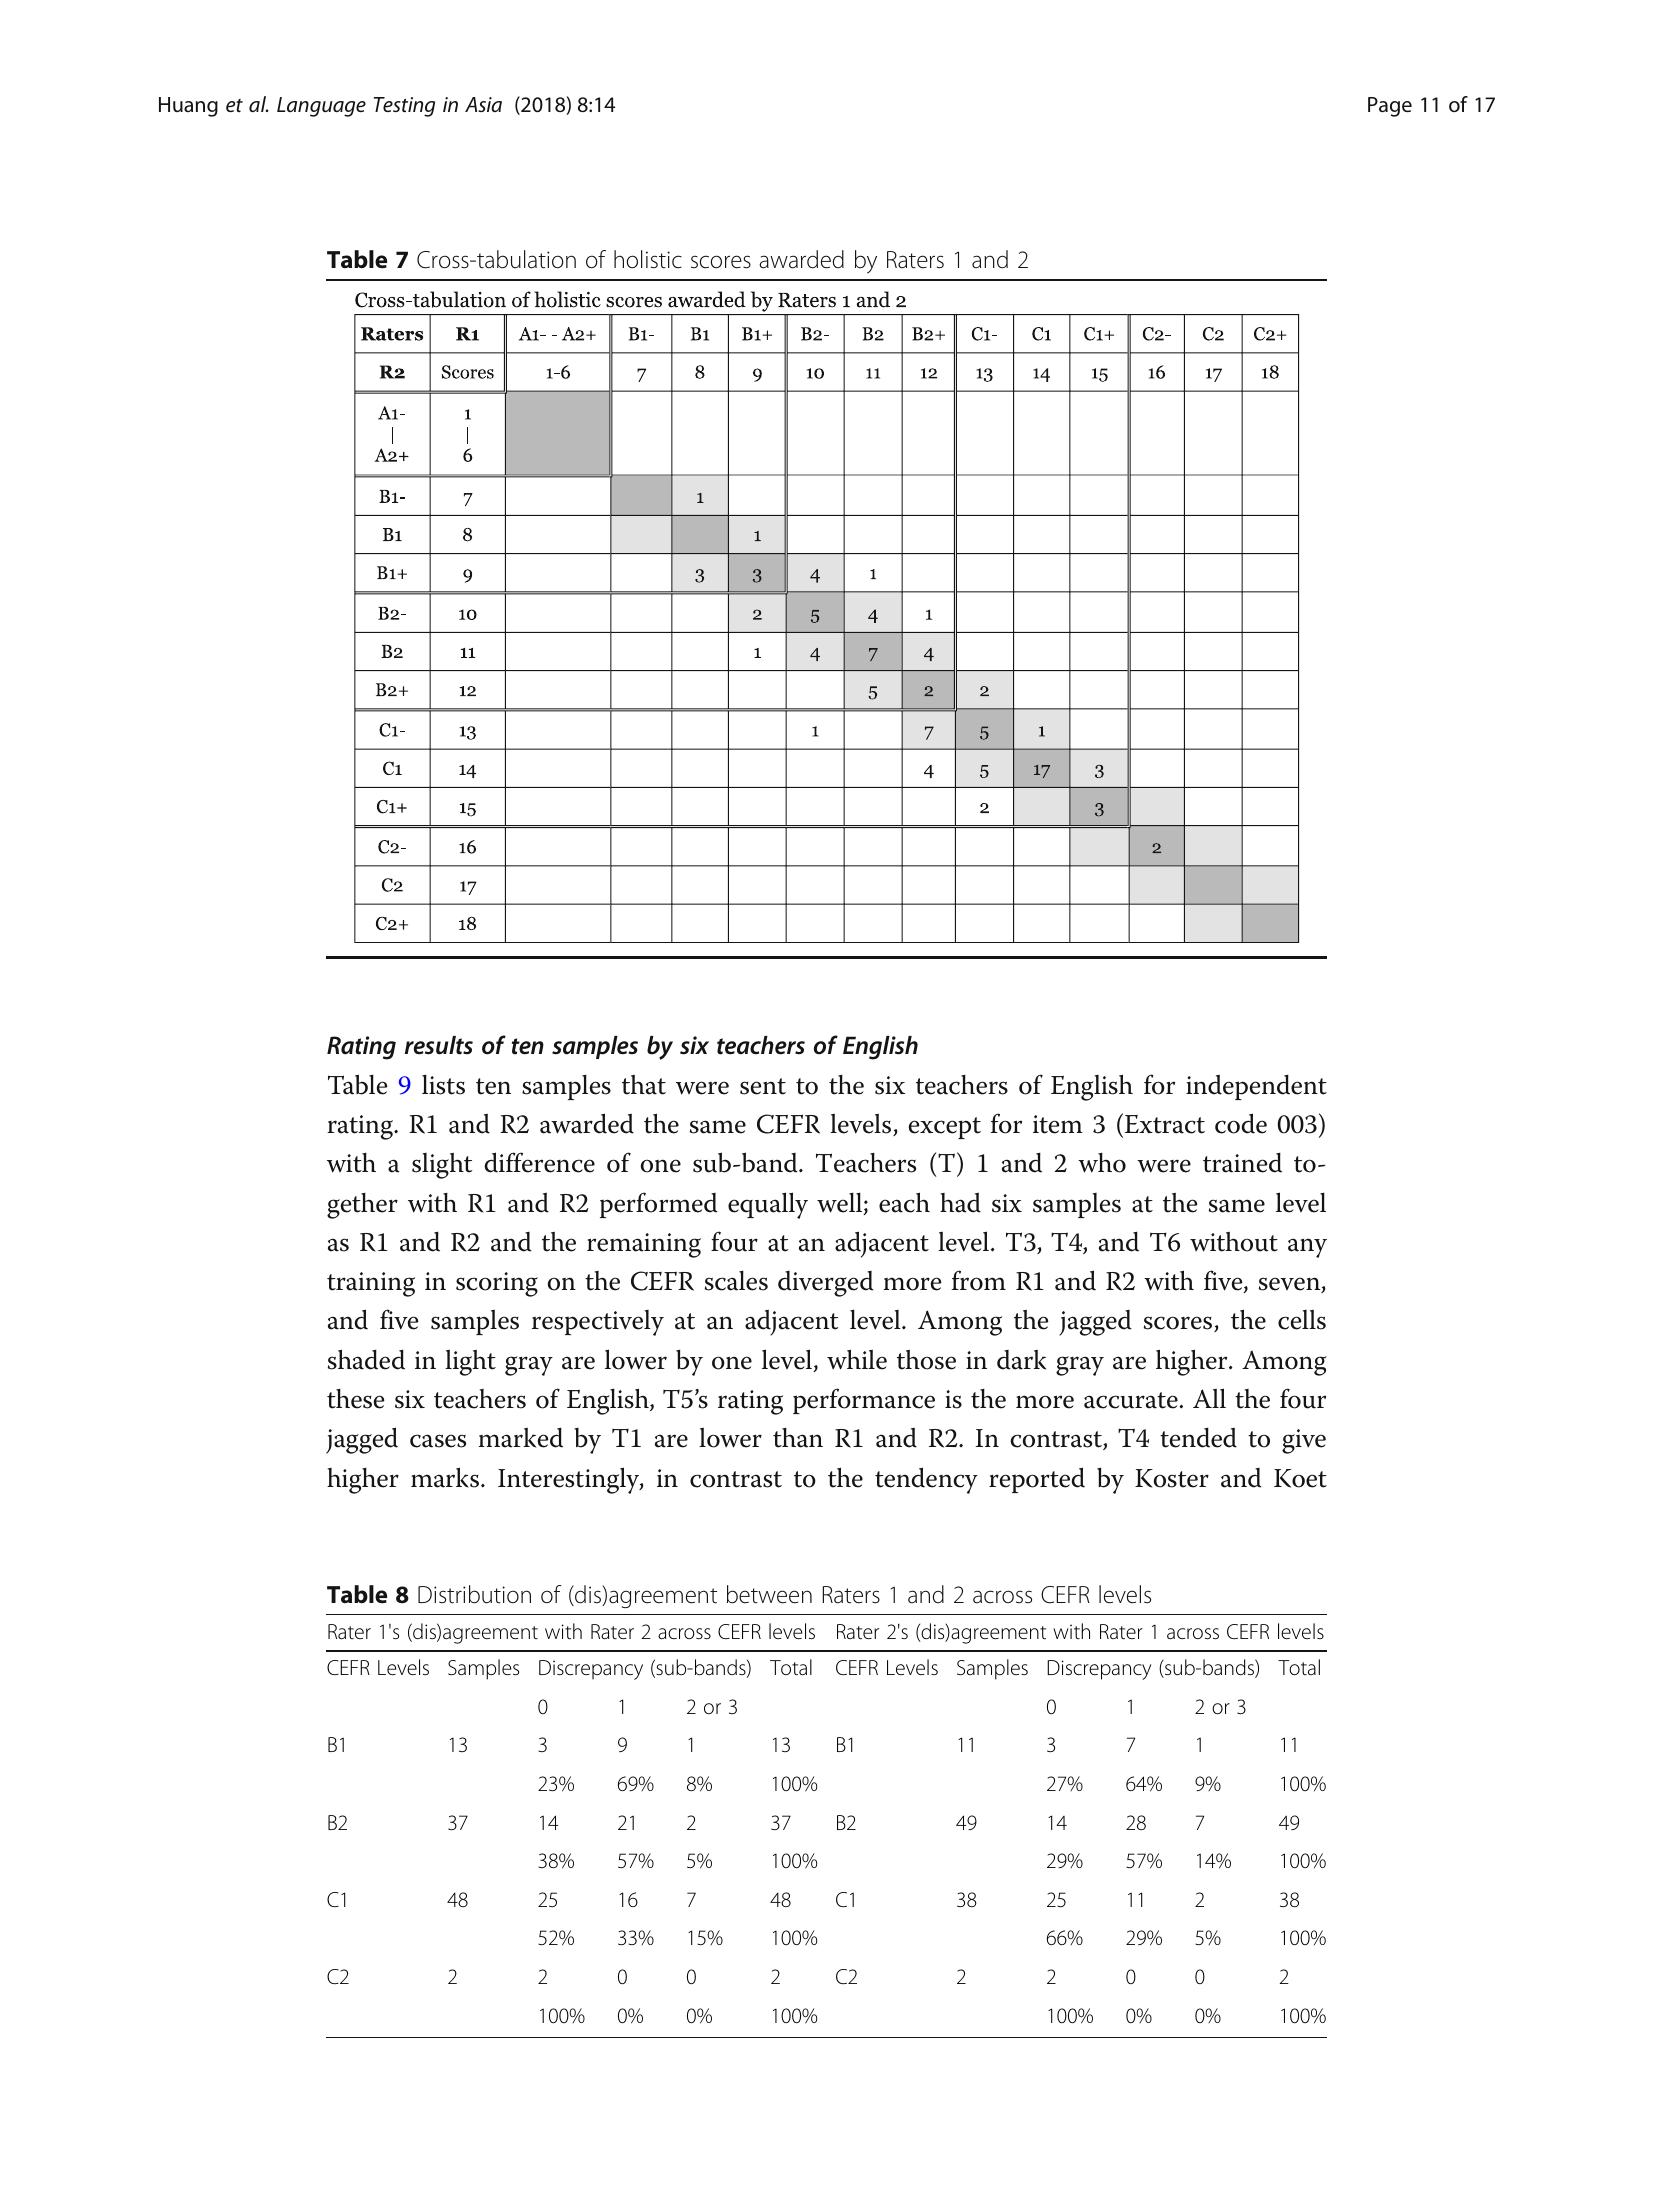 Huang et al. Language Testing in Asia (2018) 8:14 Page 11 of 17
Table 7 Cross-tabulation of holistic scores awarded by Raters 1 and 2
Cross-tabulation of holistic scores awarded by Raters 1 and 2
Raters R1 A1- - A2+ B1- B1 B1+ B2- B2 B2+ C1- C1 C1+ C2- C2 C2+
R2 Scores 1-6 7 8 9 10 11 12 13 14 15 16 17 18
A1- 1
| |
A2+ 6
B1- 7 1
B1 8 1
B1+ 9 3 3 4 1
B2- 10 2 5 4 1
B2 11 1 4 7 4
B2+ 12 5 2 2
C1- 13 1 7 5 1
C1 14 4 5 17 3
C1+ 15 2 3
C2- 16 2
C2 17
C2+ 18
Rating results of ten samples by six teachers of English
Table 9 lists ten samples that were sent to the six teachers of English for independent
rating. R1 and R2 awarded the same CEFR levels, except for item 3 (Extract code 003)
with a slight difference of one sub-band. Teachers (T) 1 and 2 who were trained to-
gether with R1 and R2 performed equally well; each had six samples at the same level
as R1 and R2 and the remaining four at an adjacent level. T3, T4, and T6 without any
training in scoring on the CEFR scales diverged more from R1 and R2 with five, seven,
and five samples respectively at an adjacent level. Among the jagged scores, the cells
shaded in light gray are lower by one level, while those in dark gray are higher. Among
these six teachers of English, T5’s rating performance is the more accurate. All the four
jagged cases marked by T1 are lower than R1 and R2. In contrast, T4 tended to give
higher marks. Interestingly, in contrast to the tendency reported by Koster and Koet
Table 8 Distribution of (dis)agreement between Raters 1 and 2 across CEFR levels
Rater 1's (dis)agreement with Rater 2 across CEFR levels Rater 2's (dis)agreement with Rater 1 across CEFR levels
CEFR Levels Samples Discrepancy (sub-bands) Total CEFR Levels Samples Discrepancy (sub-bands) Total
0 1 2 or 3 0 1 2 or 3
B1 13 3 9 1 13 B1 11 3 7 1 11
23% 69% 8% 100% 27% 64% 9% 100%
B2 37 14 21 2 37 B2 49 14 28 7 49
38% 57% 5% 100% 29% 57% 14% 100%
C1 48 25 16 7 48 C1 38 25 11 2 38
52% 33% 15% 100% 66% 29% 5% 100%
C2 2 2 0 0 2 C2 2 2 0 0 2
100% 0% 0% 100% 100% 0% 0% 100%